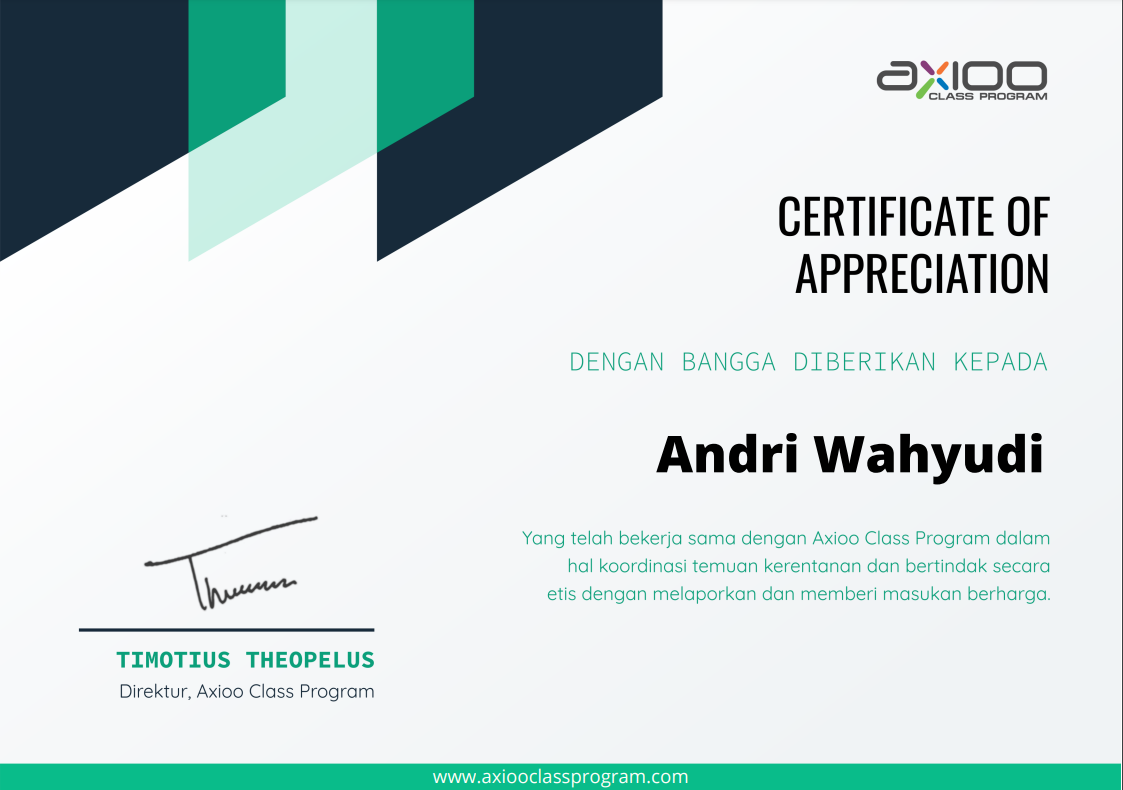 axioo
CLASS PROGRAM
CERTIFICATE OF
APPRECIATION
DENGAN BANGGA DIBERIKAN KEPADA
Andri Wahyudi
Yang telah bekerja sama dengan Axioo Class Program dalam
hal koordinasi temuan kerentanan dan bertindak secara
etis dengan melaporkan dan memberi masukan berharga.
TIMOTIUS THEOPELUS
Direktur, Axioo Class Program
www.axiooclassprogram.com